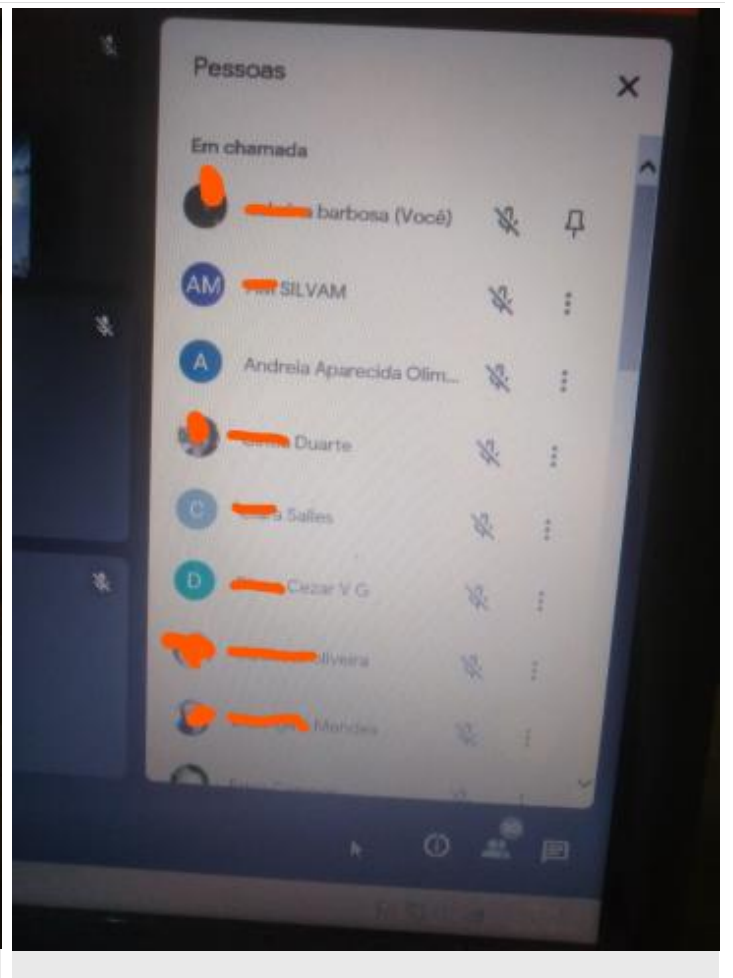 Pessoas
Em chamada
barbosa (Você)
AM
SILVAM
A
Andreia Aparecida Olim...
Duarte
C
Salles
D
Cezar V G
oliveira
Mendes